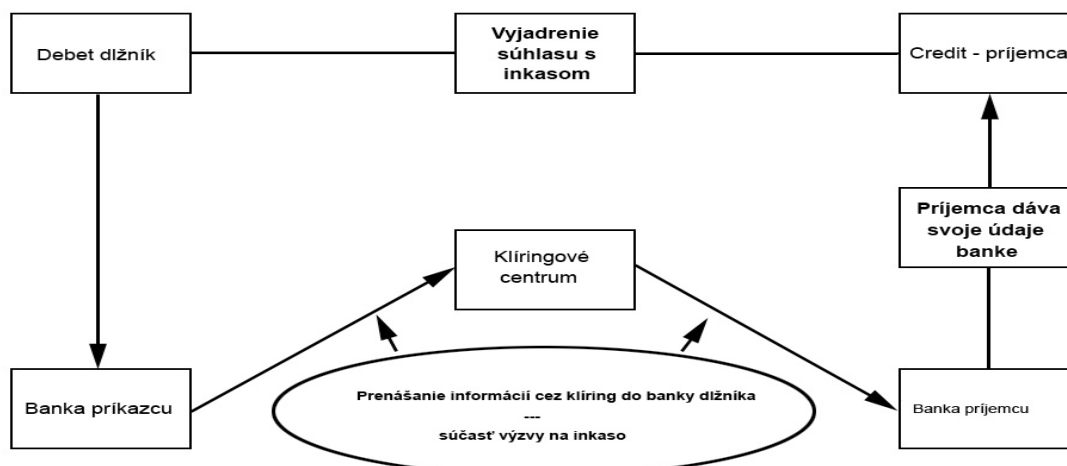 Debet dlžník
Vyjadrenie
súhlasu s
inkasom
Credit - príjemca
Príjemca dáva
svoje údaje
banke
Klíringové
centrum
Banka príkazcu
Prenášanie informácií cez klíring do banky dlžníka
---
súčasť výzvy na inkaso
Banka príjemcu